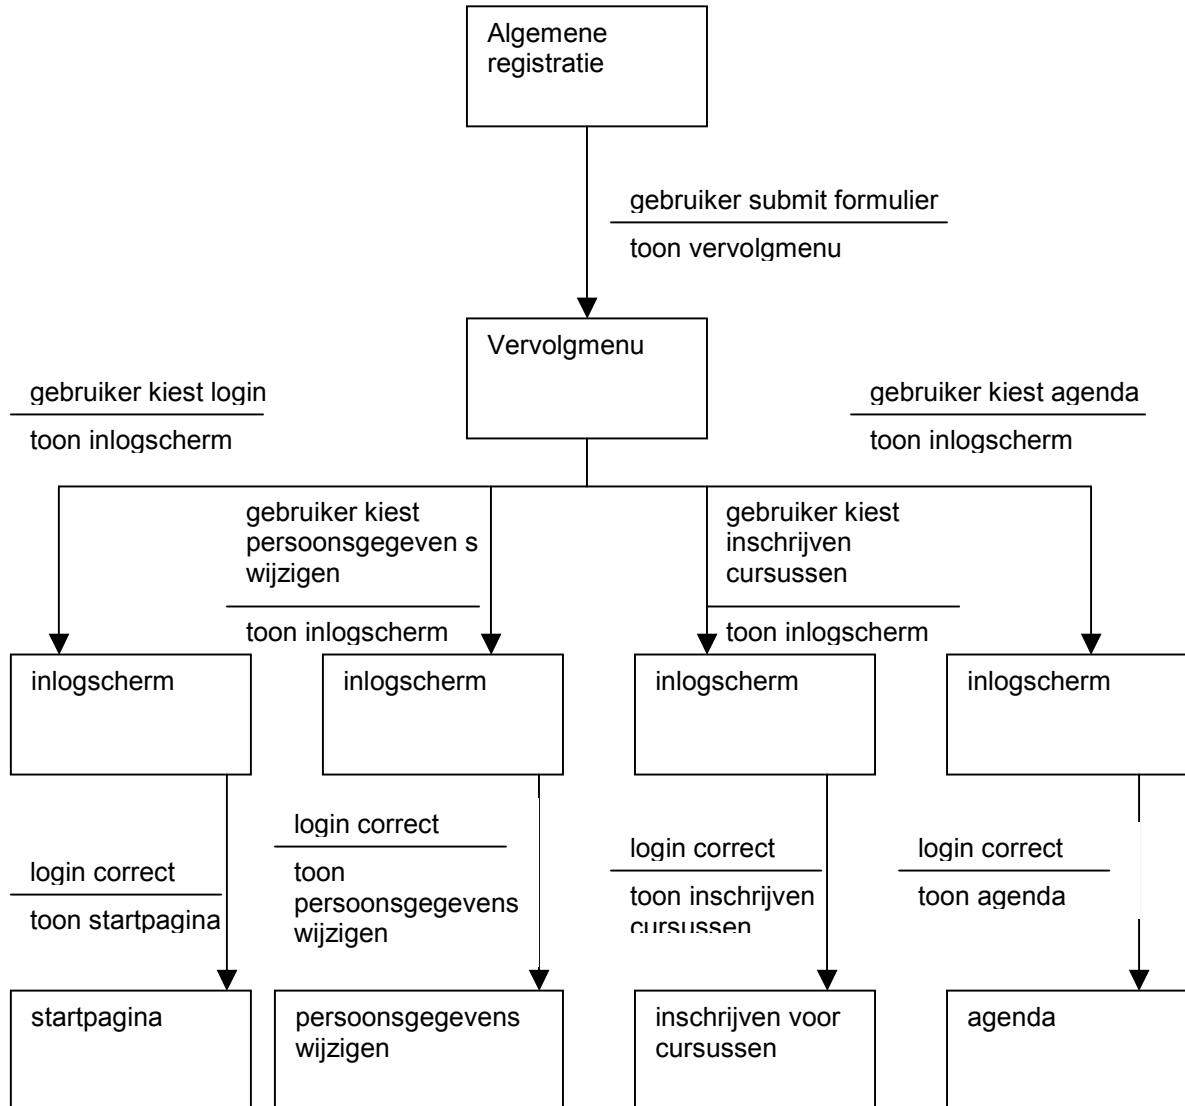 Algemene
registratie
gebruiker submit formulier
toon vervolgmenu
Vervolgmenu
gebruiker kiest login
toon inlogscherm
gebruiker kiest agenda
toon inlogscherm
gebruiker kiest
persoonsgegeven s
wijzigen
toon inlogscherm
gebruiker kiest
inschrijven
cursussen
toon inlogscherm
inlogscherm
inlogscherm
inlogscherm
inlogscherm
login correct
toon startpagina
login correct
toon
persoonsgegevens
wijzigen
login correct
toon inschrijven
cursussen
login correct
toon agenda
startpagina
persoonsgegevens
wijzigen
inschrijven voor
cursussen
agenda